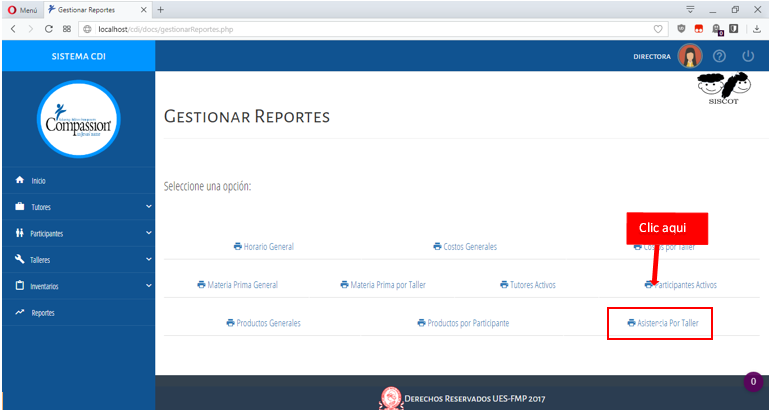 Menú
Gestionar Reportes
localhost/cdi/docs/gestionarReportes.php
0
SISTEMA CDI
DIRECTORA
SISCOT
Compassion
GESTIONAR REPORTES
Inicio
Seleccione una opción:
Tutores
Participantes
Clic aqui
Horario General
Costos Generales
Costos por Taller
Talleres
Materia Prima General
Materia Prima por Taller
Tutores Activos
Participantes Activos
Inventarios
Reportes
Productos Generales
Productos por Participante
Asistencia Por Taller
0
DERECHOS RESERVADOS UES-FMP 2017